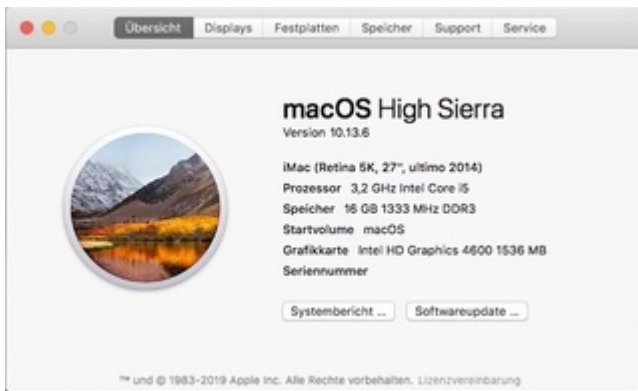 Übersicht Displays Festplatten Speicher Support Service
macOS High Sierra
Version 10.13.6
iMac (Retina 5K, 27", ultimo 2014)
Prozessor 3,2 GHz Intel Core i5
Speicher 16 GB 1333 MHz DDR3
Startvolume macOS
Grafikkarte Intel HD Graphics 4600 1536 MB
Seriennummer
Systembericht ... Softwareupdate ...
™ und © 1983-2019 Apple Inc. Alle Rechte vorbehalten. Lizenzvereinbarung